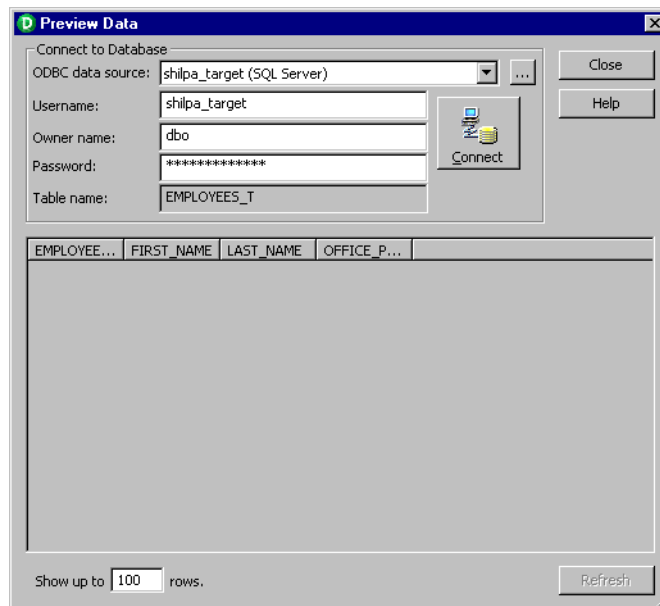 Preview Data
Connect to Database
ODBC data source: shilpa_target (SQL Server) ...
Close
Username: shilpa_target
Help
Owner name: dbo
Password: *************
Connect
Table name: EMPLOYEES_T
EMPLOYEE... FIRST_NAME LAST_NAME OFFICE_P...
Show up to 100 rows.
Refresh